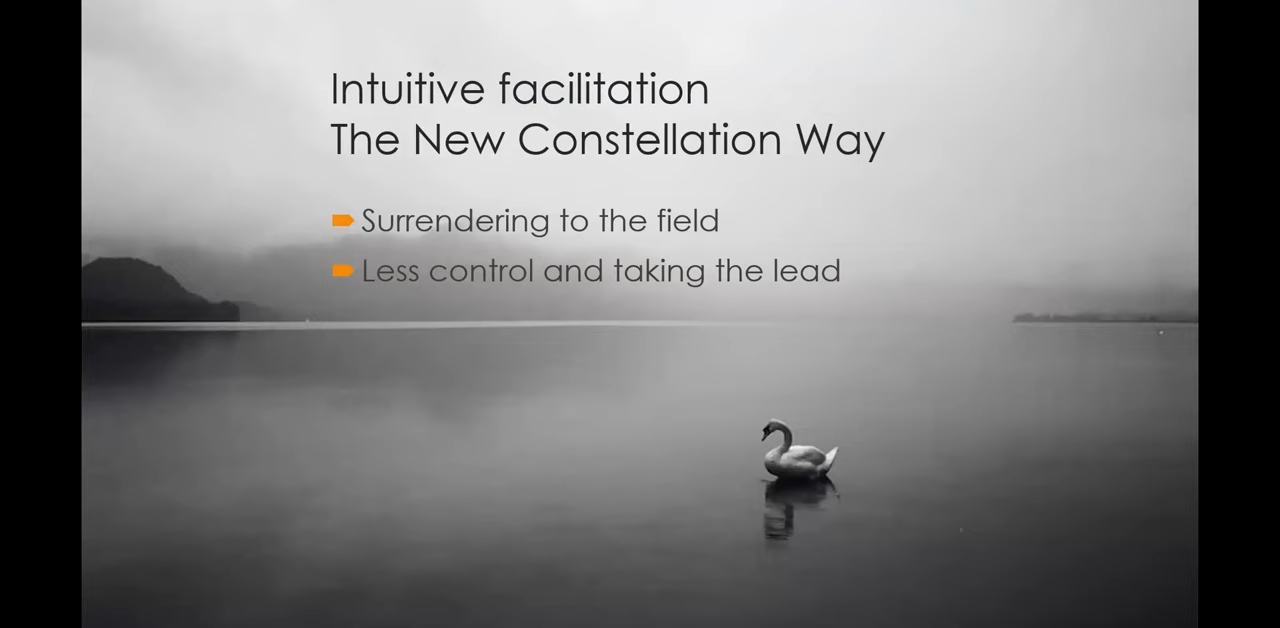 Intuitive facilitation
The New Constellation Way
Surrendering to the field
Less control and taking the lead